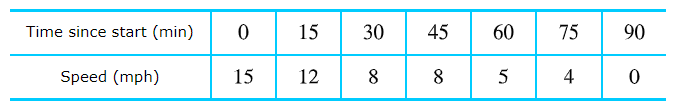 Time since start (min) 0 15 30 45 60 75 90
Speed (mph) 15 12 8 8 5 4 0